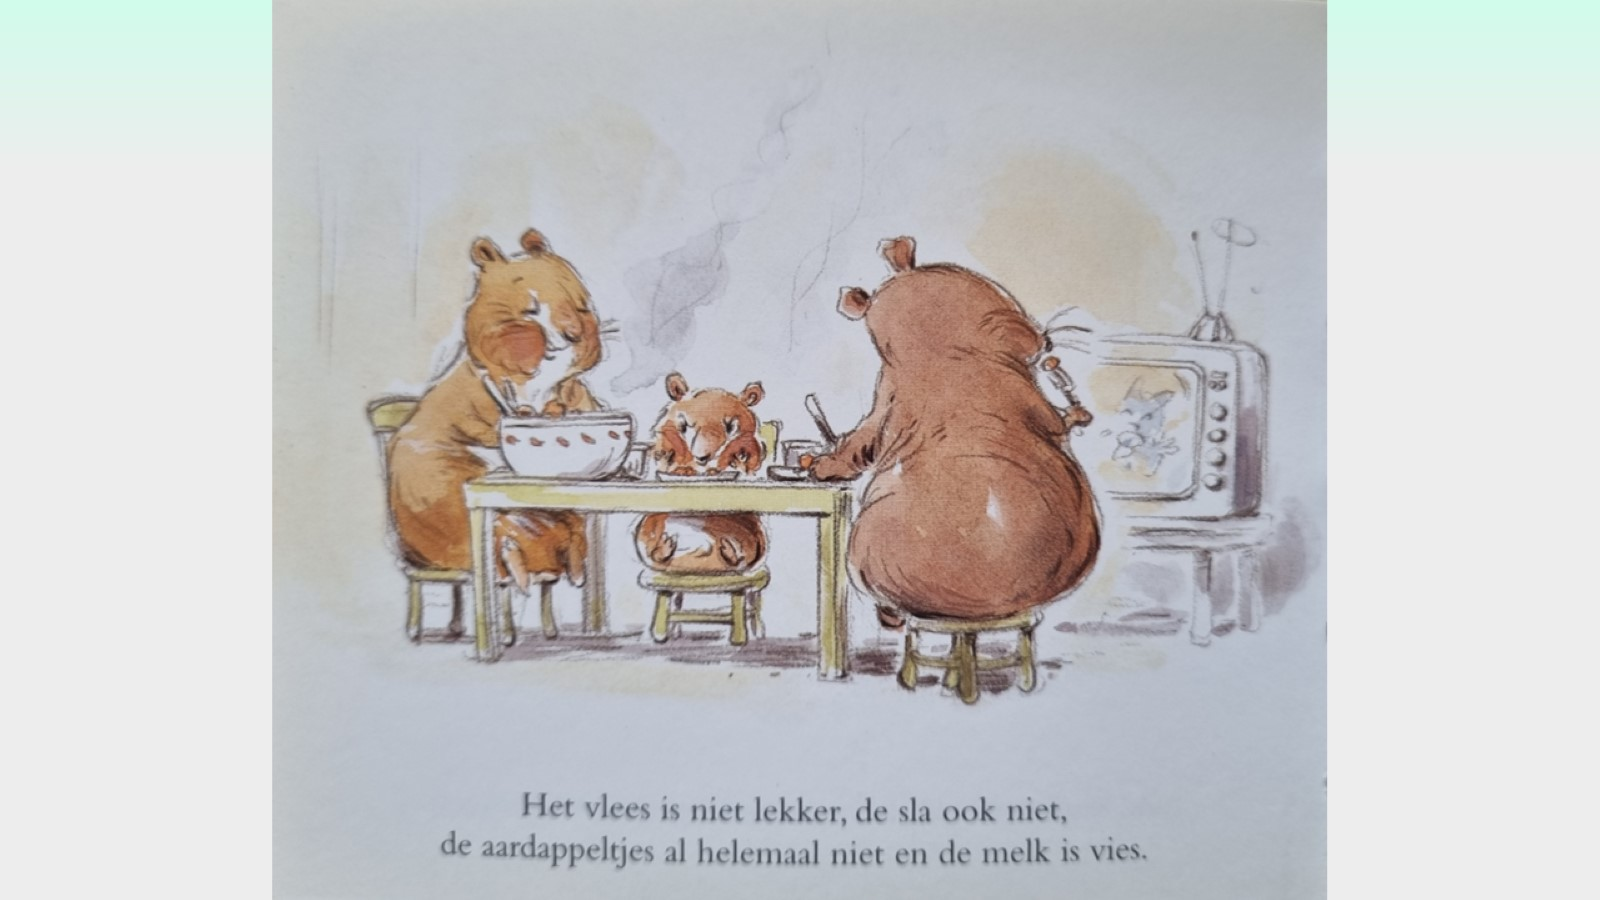 Het vlees is niet lekker, de sla ook niet,
de aardappeltjes al helemaal niet en de melk is vies.